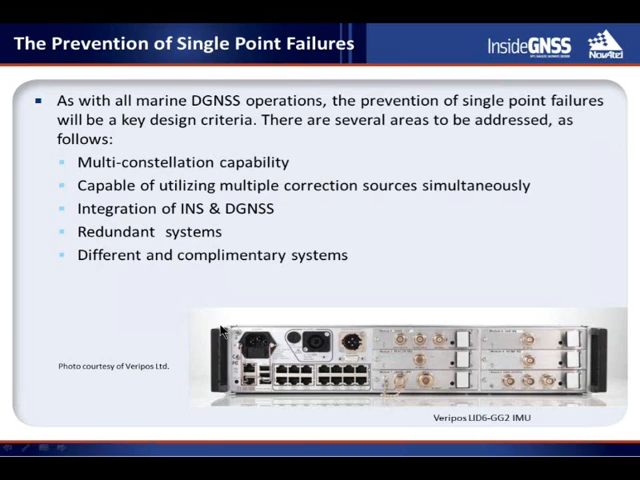 The Prevention of Single Point Failures
InsideGNSS
NovAtel
As with all marine DGNSS operations, the prevention of single point failures
will be a key design criteria. There are several areas to be addressed, as
follows:
Multi-constellation capability
Capable of utilizing multiple correction sources simultaneously
Integration of INS & DGNSS
Redundant systems
Different and complimentary systems
Photo courtesy of Veripos Ltd.
Veripos LID6-GG2 IMU